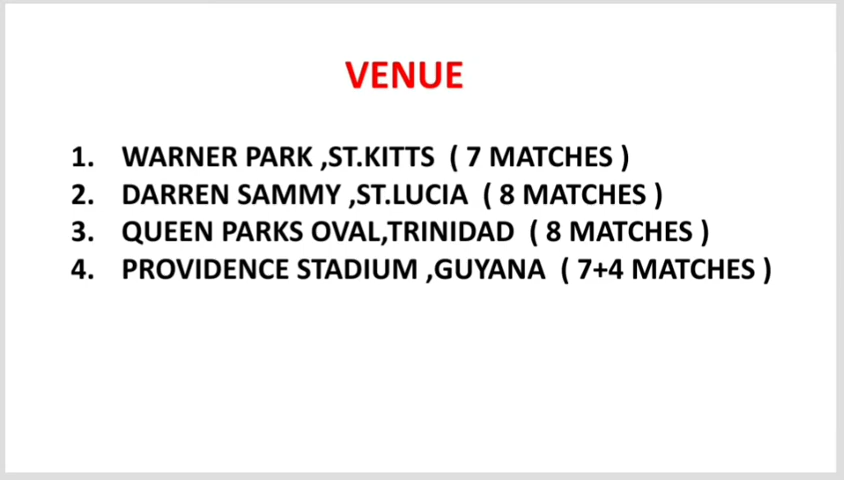 VENUE
1. WARNER PARK ,ST.KITTS ( 7 MATCHES )
2. DARREN SAMMY ,ST.LUCIA ( 8 MATCHES )
3. QUEEN PARKS OVAL,TRINIDAD ( 8 MATCHES )
4. PROVIDENCE STADIUM ,GUYANA ( 7+4 MATCHES )